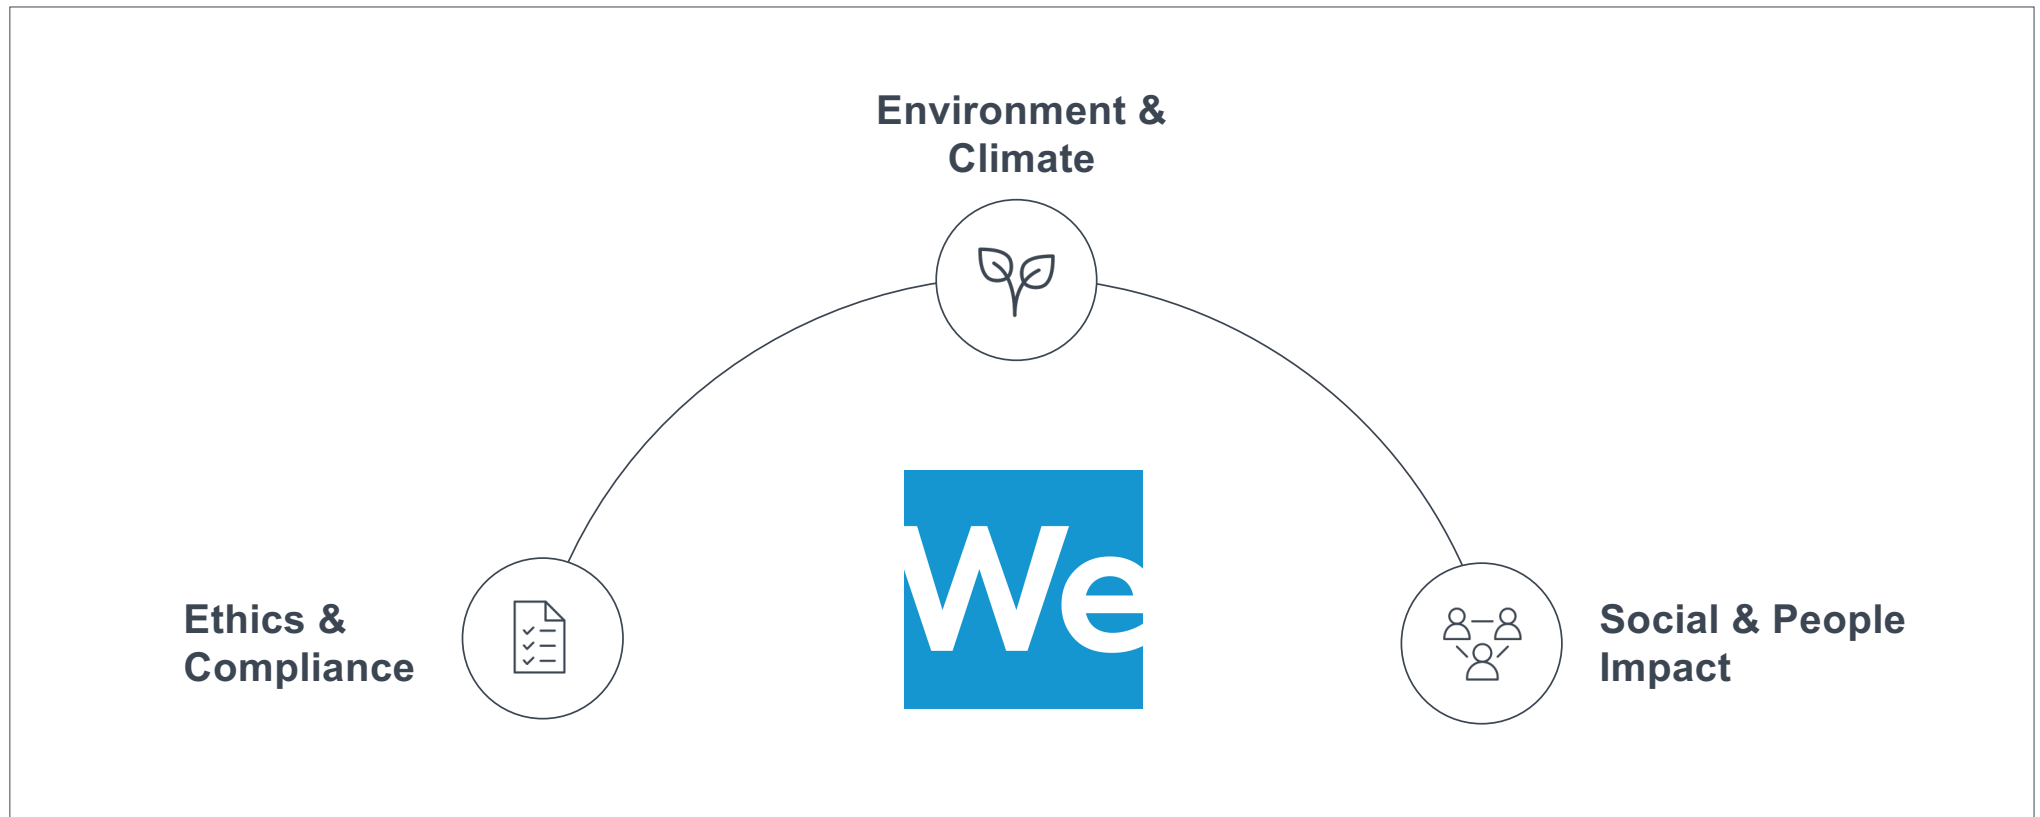 Environment &
Climate
We
Ethics &
Compliance
Social & People
Impact